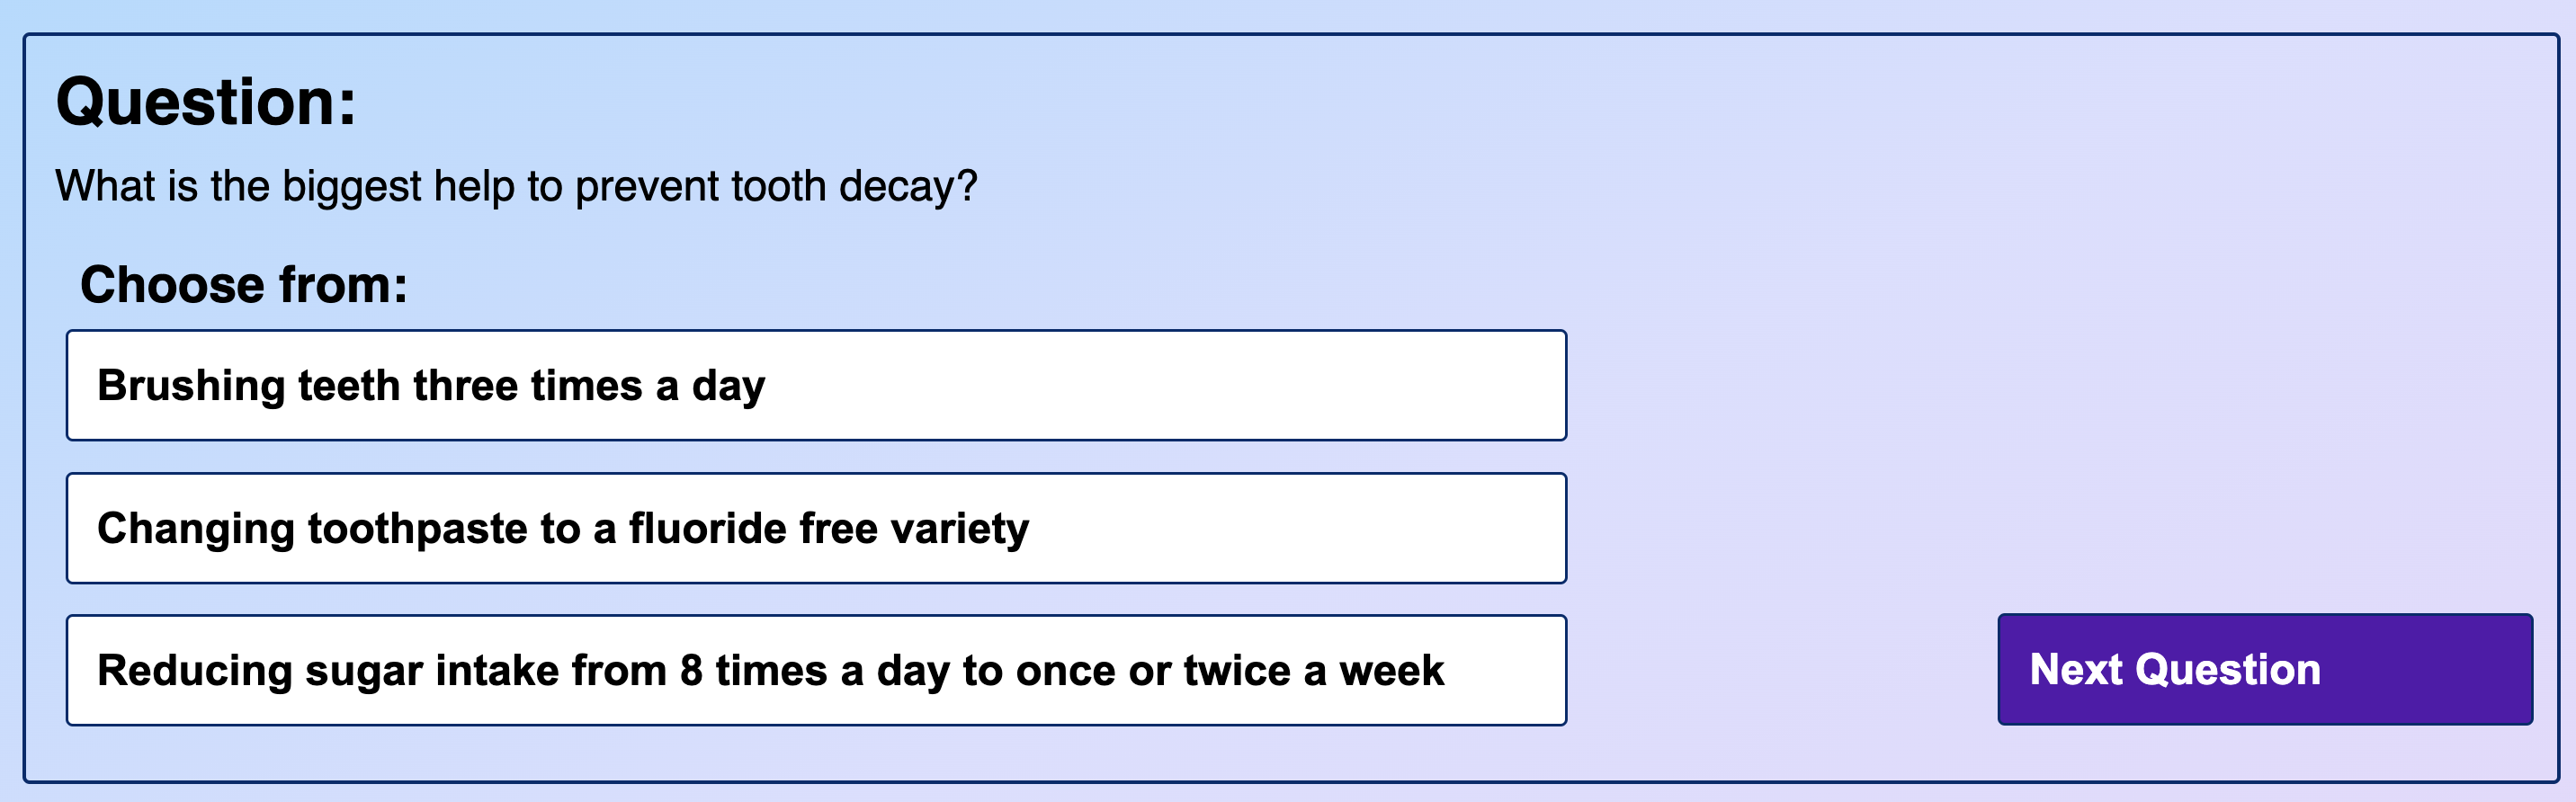 Question:
What is the biggest help to prevent tooth decay?
Choose from:
Brushing teeth three times a day
Changing toothpaste to a fluoride free variety
Reducing sugar intake from 8 times a day to once or twice a week
Next Question